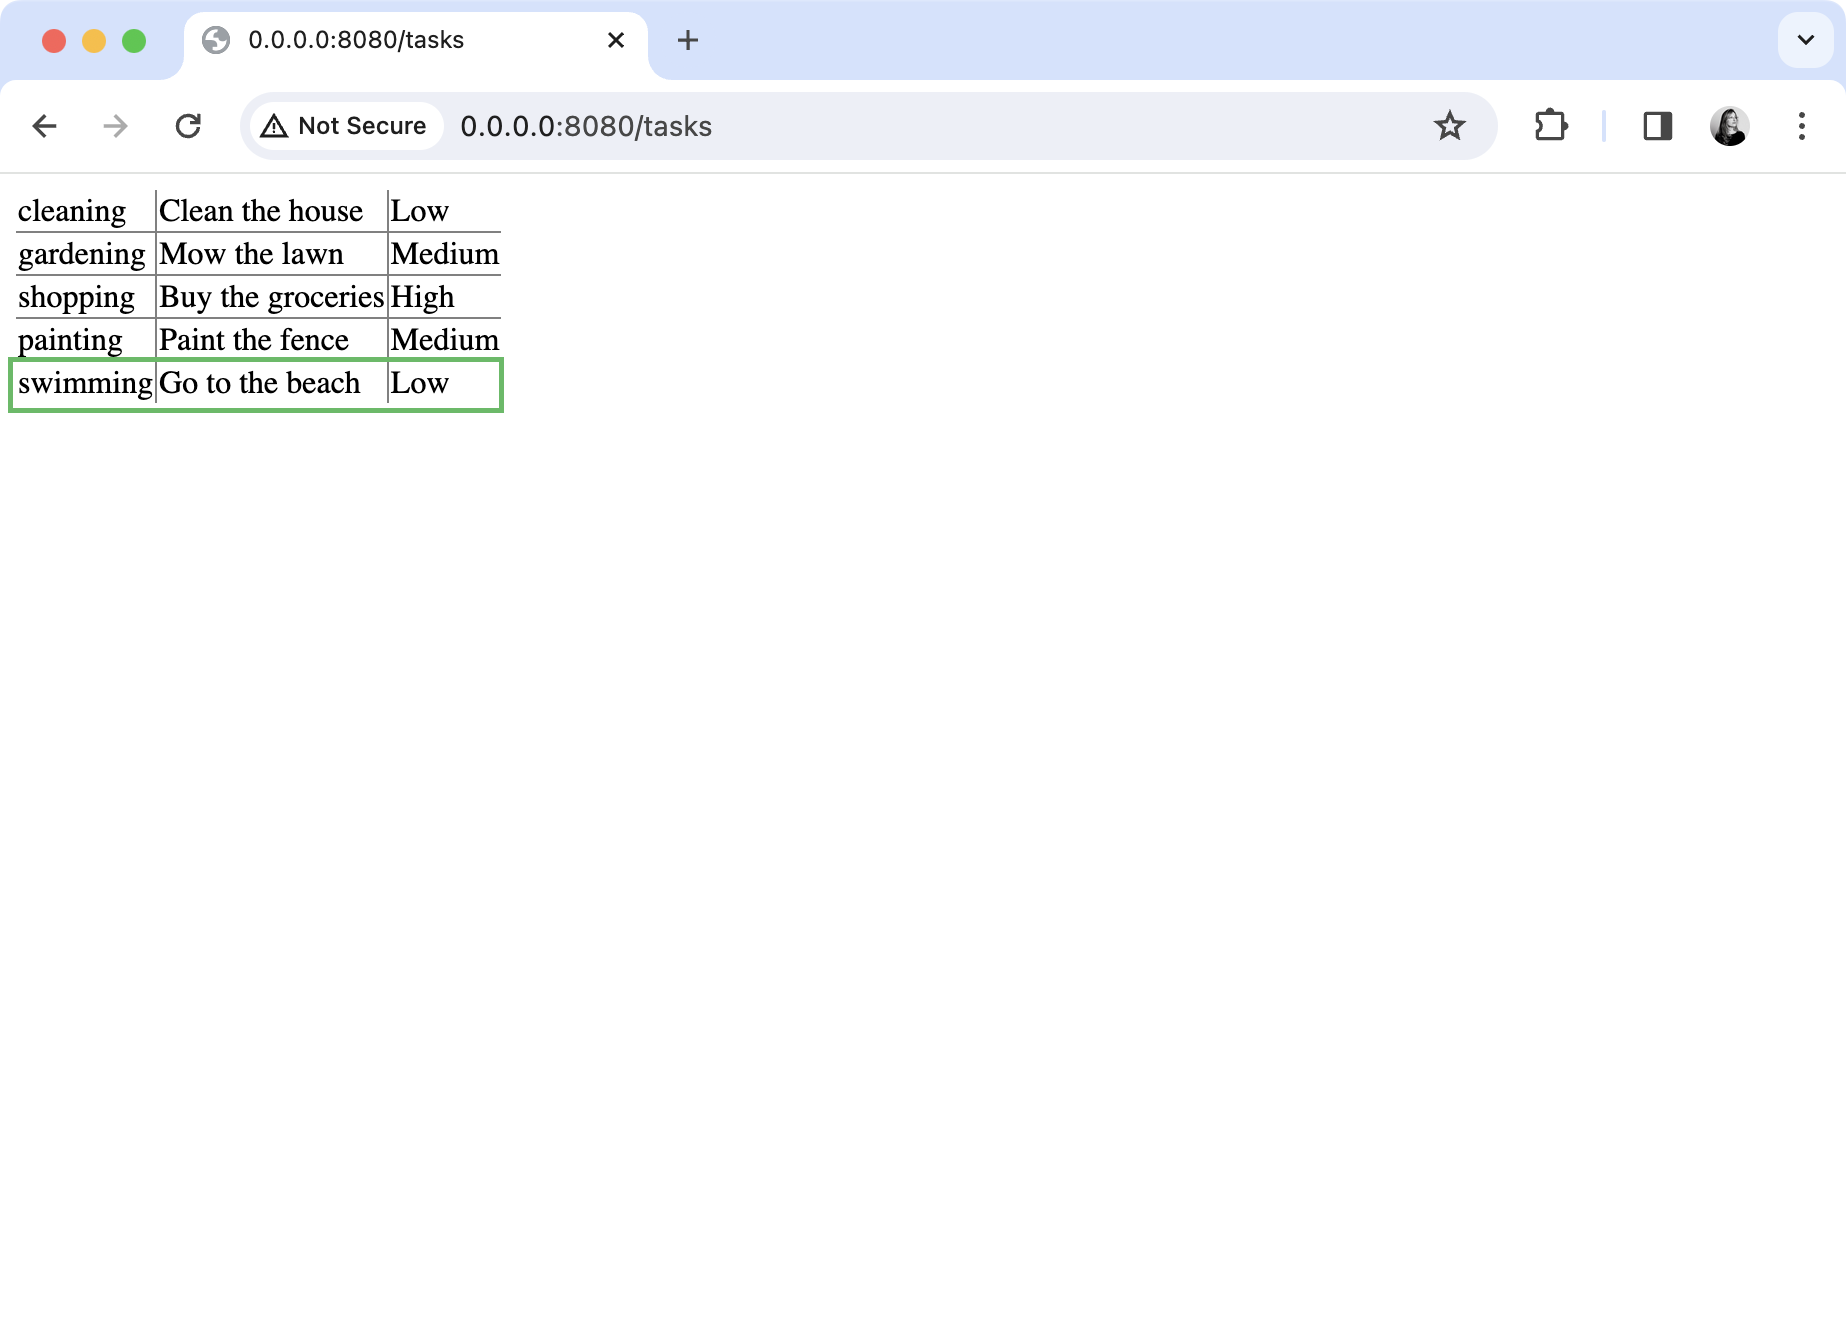 0.0.0.0:8080/tasks
Not Secure 0.0.0.0:8080/tasks
cleaning Clean the house Low
gardening Mow the lawn Medium
shopping Buy the groceries High
painting Paint the fence Medium
swimming Go to the beach Low